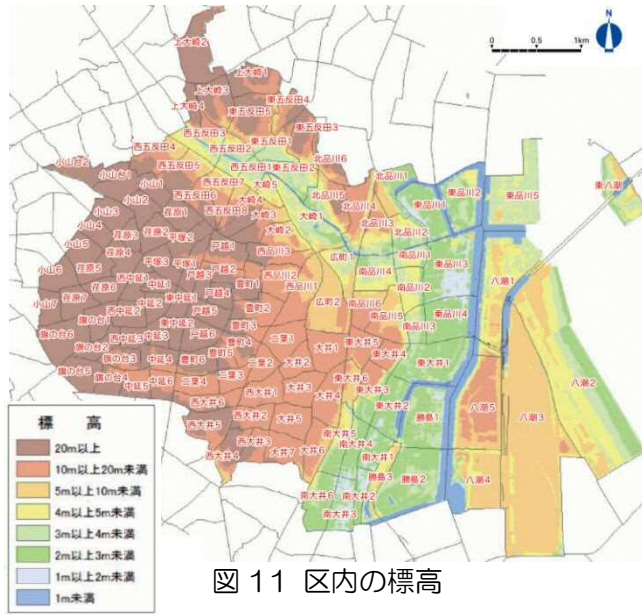 0 0.5 1km
N
上大崎2
上大崎1
上大崎3
東五反田4
上大崎4
東五反田5
東五反田3
西五反田3
東五反田1
西五反田4
西五反田2
北品川6
小山台2
西五反田5
西五反田1
東五反田2
北品川1
小山台1
東品川2
東品川5
東八潮
小山1
西五反田7
大崎5
北品川5
小山2
西五反田6
大崎4
北品川4
東品川1
小山3
荏原1
西五反田8
大崎3
大崎1
北品川3
小山4
荏原2
平塚2
大崎2
荏原3
戸越1
広町1
南品川1
小山5
西品川3
東品川3
八潮1
小山6
荏原5
平塚3
平塚1
戸越2
西品川2
南品川4
西中延1
中延1
戸越3
豊町1
西品川1
南品川2
荏原6
小山7
荏原7
中延2
東中延1
戸越5
広町2
南品川6
旗の台1
西中延2
豊町2
南品川5
東品川4
南品川3
旗の台6
東中延2
戸越6
豊町3
二葉1
西中延3
中延3
豊町4
大井1
東大井5
旗の台2
豊町5
東大井4
東大井1
旗の台3
中延4
豊町6
二葉2
大井2
旗の台5
旗の台4
中延5
中延6
二葉4
二葉3
東大井6
東大井3
八潮2
西大井1
大井3
大井4
東大井2
勝島1
八潮5
八潮3
西大井6
西大井2
大井5
西大井5
南大井5
南大井4
西大井3
大井7
大井6
南大井1
西大井4
勝島3
勝島2
八潮4
南大井6
南大井2
南大井3
標 高
20m以上
10m以上20m未満
5m以上10m未満
4m以上5m未満
3m以上4m未満
2m以上3m未満
1m以上2m未満
1m未満
図 11 区内の標高